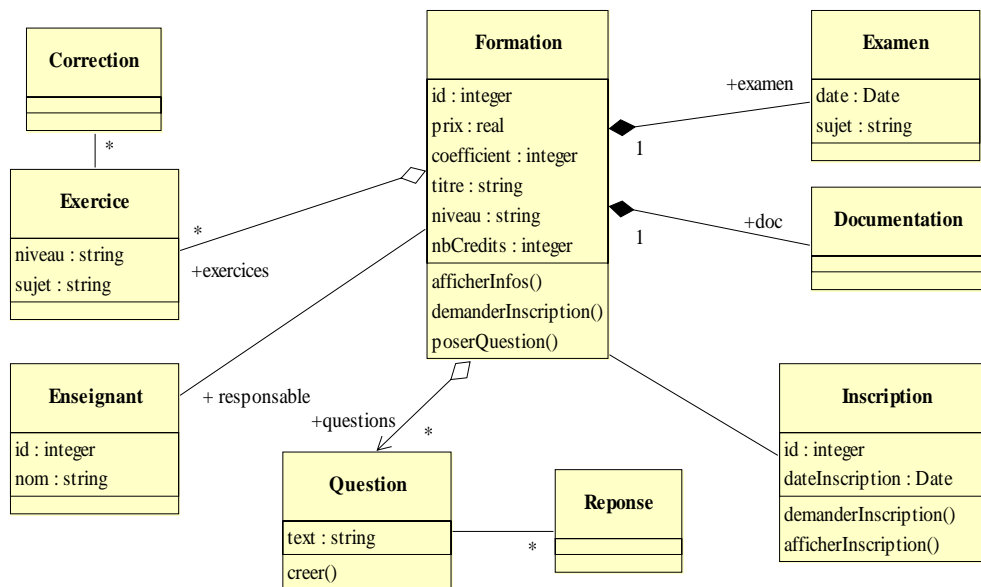 Correction
*
Exercice
niveau : string
sujet : string
*
+exercices
Enseignant
id : integer
nom : string
+ responsable
Formation
id : integer
prix : real
coefficient : integer
titre : string
niveau : string
nbCredits : integer
afficherInfos()
demanderInscription()
poserQuestion()
+examen
1
Examen
date : Date
sujet : string
+doc
1
Documentation
+questions
*
Question
text : string
creer()
*
Reponse
Inscription
id : integer
dateInscription : Date
demanderInscription()
afficherInscription()